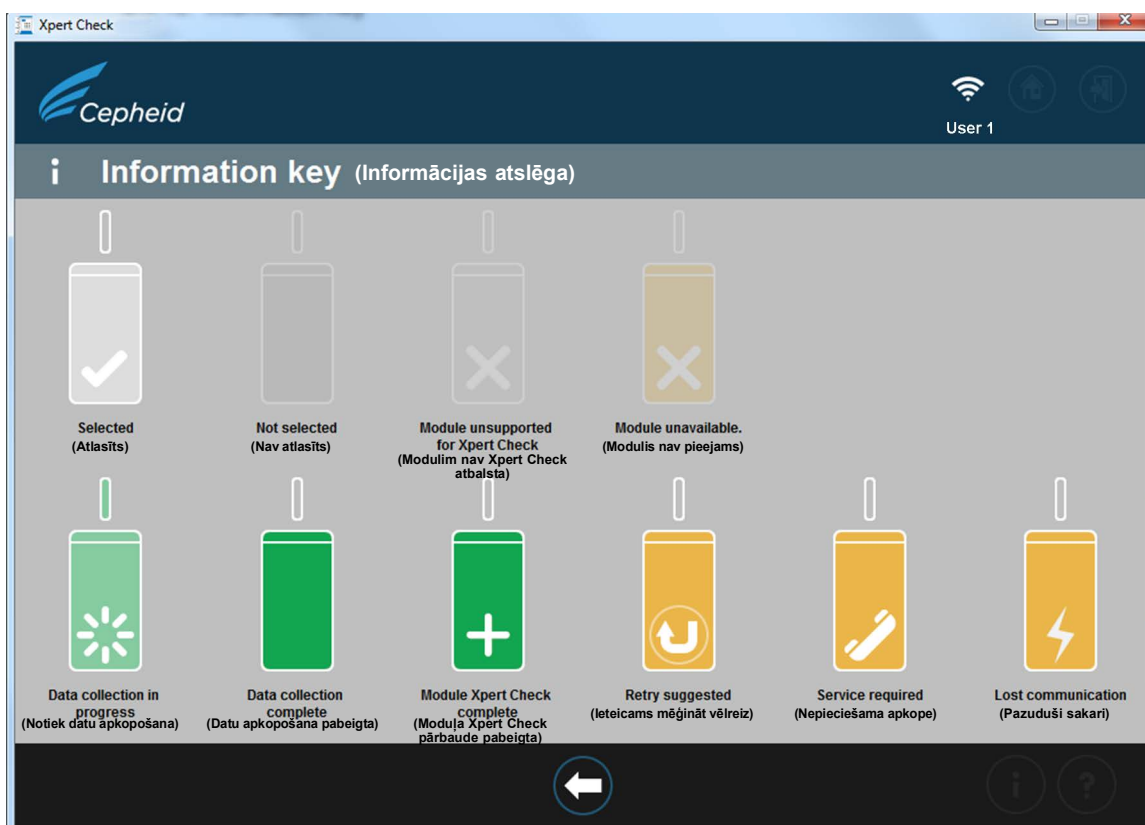 Xpert Check
Cepheid
User 1
i Information key (Informācijas atslēga)
Selected
(Atlasīts)
Not selected
(Nav atlasīts)
Module unsupported
for Xpert Check
(Modulim nav Xpert Check
atbalsta)
Module unavailable.
(Modulis nav pieejams)
Data collection in
progress
(Notiek datu apkopošana)
Data collection
complete
(Datu apkopošana pabeigta)
Module Xpert Check
complete
(Moduļa Xpert Check
pārbaude pabeigta)
Retry suggested
(Ieteicams mēģināt vēlreiz)
Service required
(Nepieciešama apkope)
Lost communication
(Pazuduši sakari)
i ?